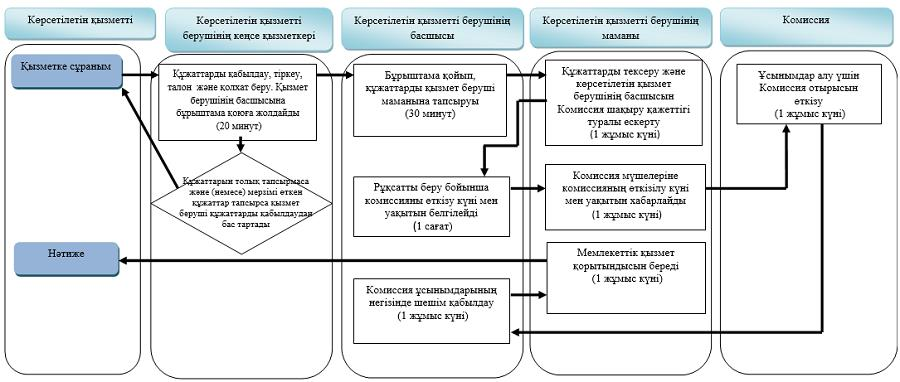 Көрсетілетін қызметті
Көрсетілетін қызметті
берушінің кеңсе қызметкері
Көрсетілетін қызметті берушінің
басшысы
Көрсетілетін қызметті берушінің
маманы
Комиссия
Қызметке сұраным
Құжаттарды қабылдау, тіркеу,
талон және қолхат беру. Қызмет
берушінің басшысына
бұрыштама қоюға жолдайды
(20 минут)
Бұрыштама қойып,
құжаттарды қызмет беруші
маманына тапсыруы
(30 минут)
Құжаттарды тексеру және
көрсетілетін қызмет
берушінің басшысын
Комиссия шақыру қажеттігі
туралы ескерту
(1 жұмыс күні)
Ұсынымдар алу үшін
Комиссия отырысын
өткізу
(1 жұмыс күні)
Құжаттарын толық тапсырмаса
және (немесе) мерзімі өткен
құжаттар тапсырса қызмет
беруші құжаттарды қабылдаудан
бас тартады
Рұқсатты беру бойынша
комиссияны өткізу күні мен
уақытын белгілейді
(1 сағат)
Комиссия мүшелеріне
комиссияның өткізілу күні
мен уақытын хабарлайды
(1 жұмыс күні)
Нәтиже
Мемлекеттік қызмет
қорытындысын береді
(1 жұмыс күні)
Комиссия ұсынымдарының
негізінде шешім қабылдау
(1 жұмыс күні)